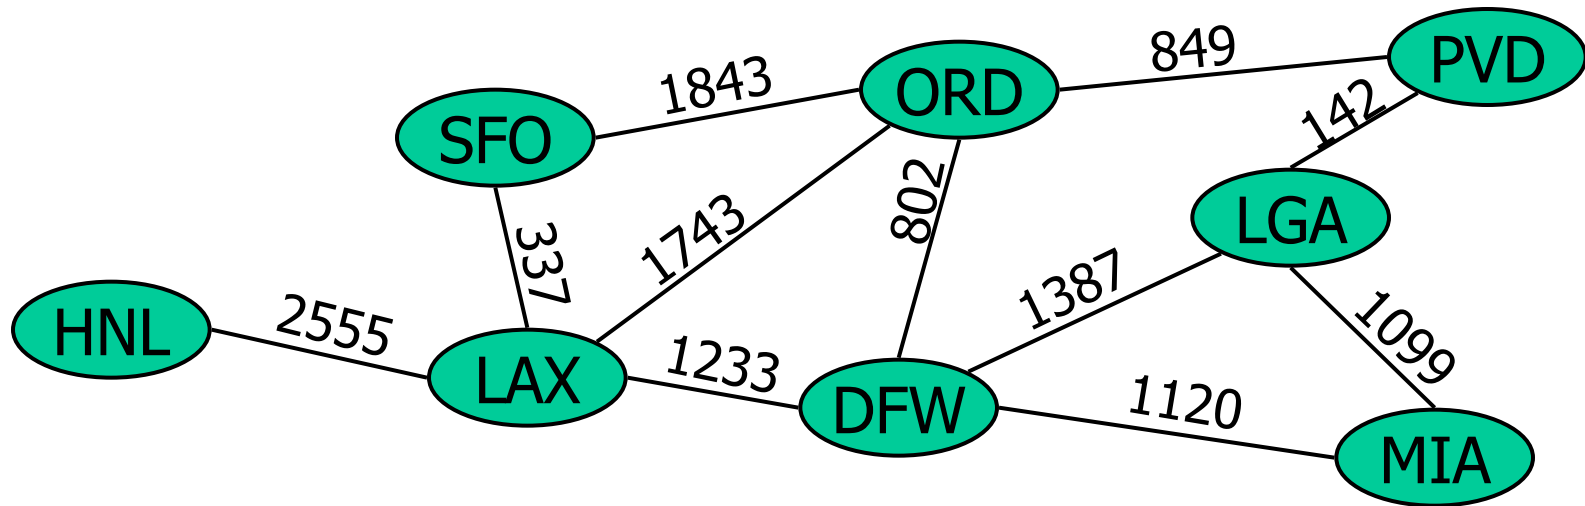 849
PVD
1843
ORD
142
SFO
802
LGA
1743
337
1387
HNL
2555
1099
LAX
1233
DFW
1120
MIA